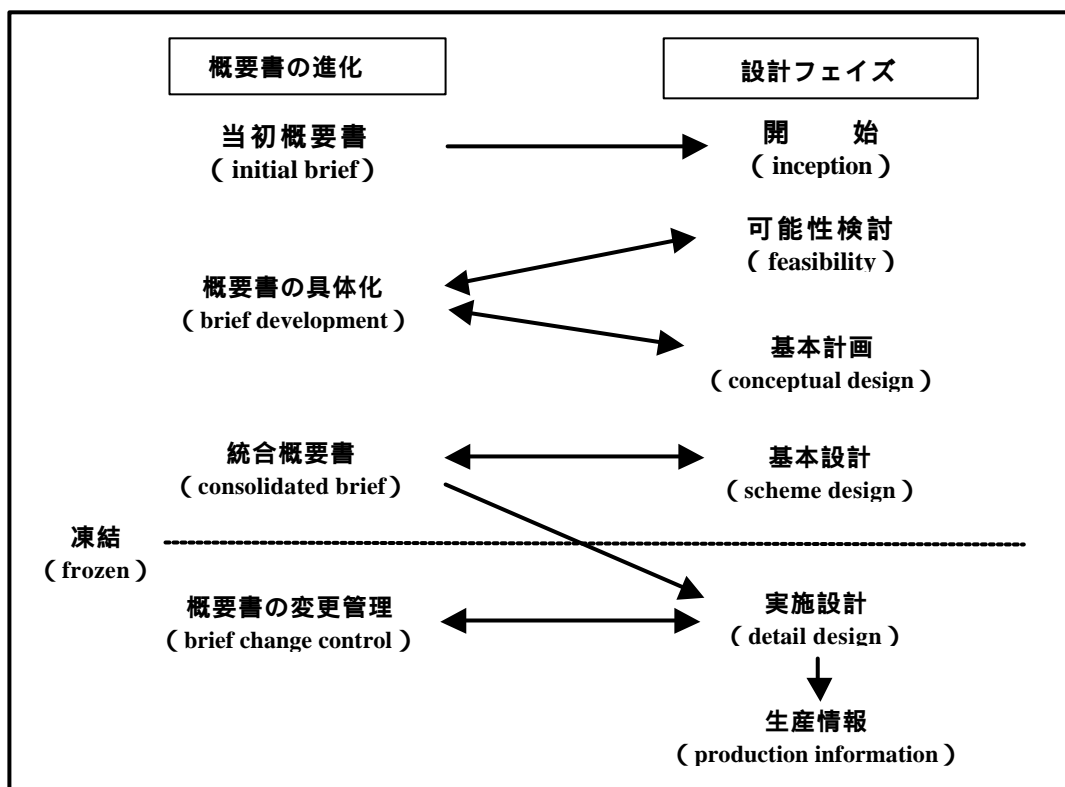 概要書の進化
設計フェイズ
当初概要書
( initial brief )
開　　始
( inception )
可能性検討
( feasibility )
概要書の具体化
( brief development )
基本計画
( conceptual design )
統合概要書
( consolidated brief )
基本設計
( scheme design )
凍結
( frozen )
概要書の変更管理
( brief change control )
実施設計
( detail design )
生産情報
( production information )